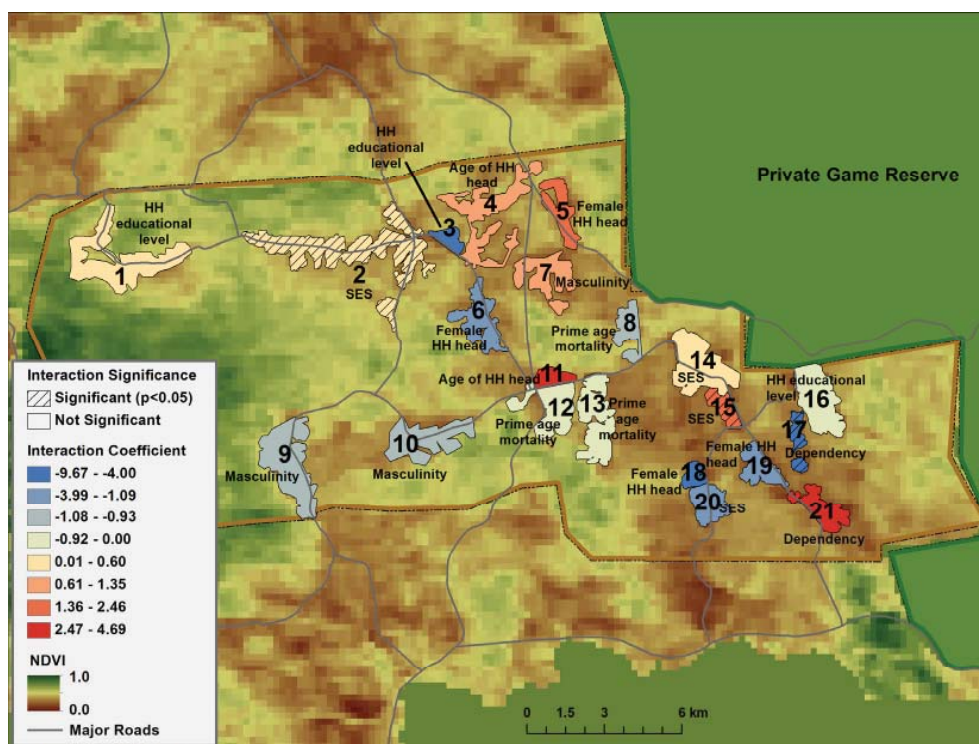 HH
educational
level
Age of HH
head
4
Private Game Reserve
HH
educational
level
3
5
Female
HH head
1
2
SES
7
Masculinity
6
Female
HH head
8
Prime age
mortality
14
SES
HH educational
level
16
11
Age of HH head
12
Prime age
mortality
13
Prime
age
mortality
15
SES
17
Dependency
9
Masculinity
10
Masculinity
Female HH
head
19
18
Female
HH head
20
SES
21
Dependency
Interaction Significance
Significant (p<0.05)
Not Significant
Interaction Coefficient
-9.67 - -4.00
-3.99 - -1.09
-1.08 - -0.93
-0.92 - 0.00
0.01 - 0.60
0.61 - 1.35
1.36 - 2.46
2.47 - 4.69
NDVI
1.0
0.0
Major Roads
0 1.5 3 6 km